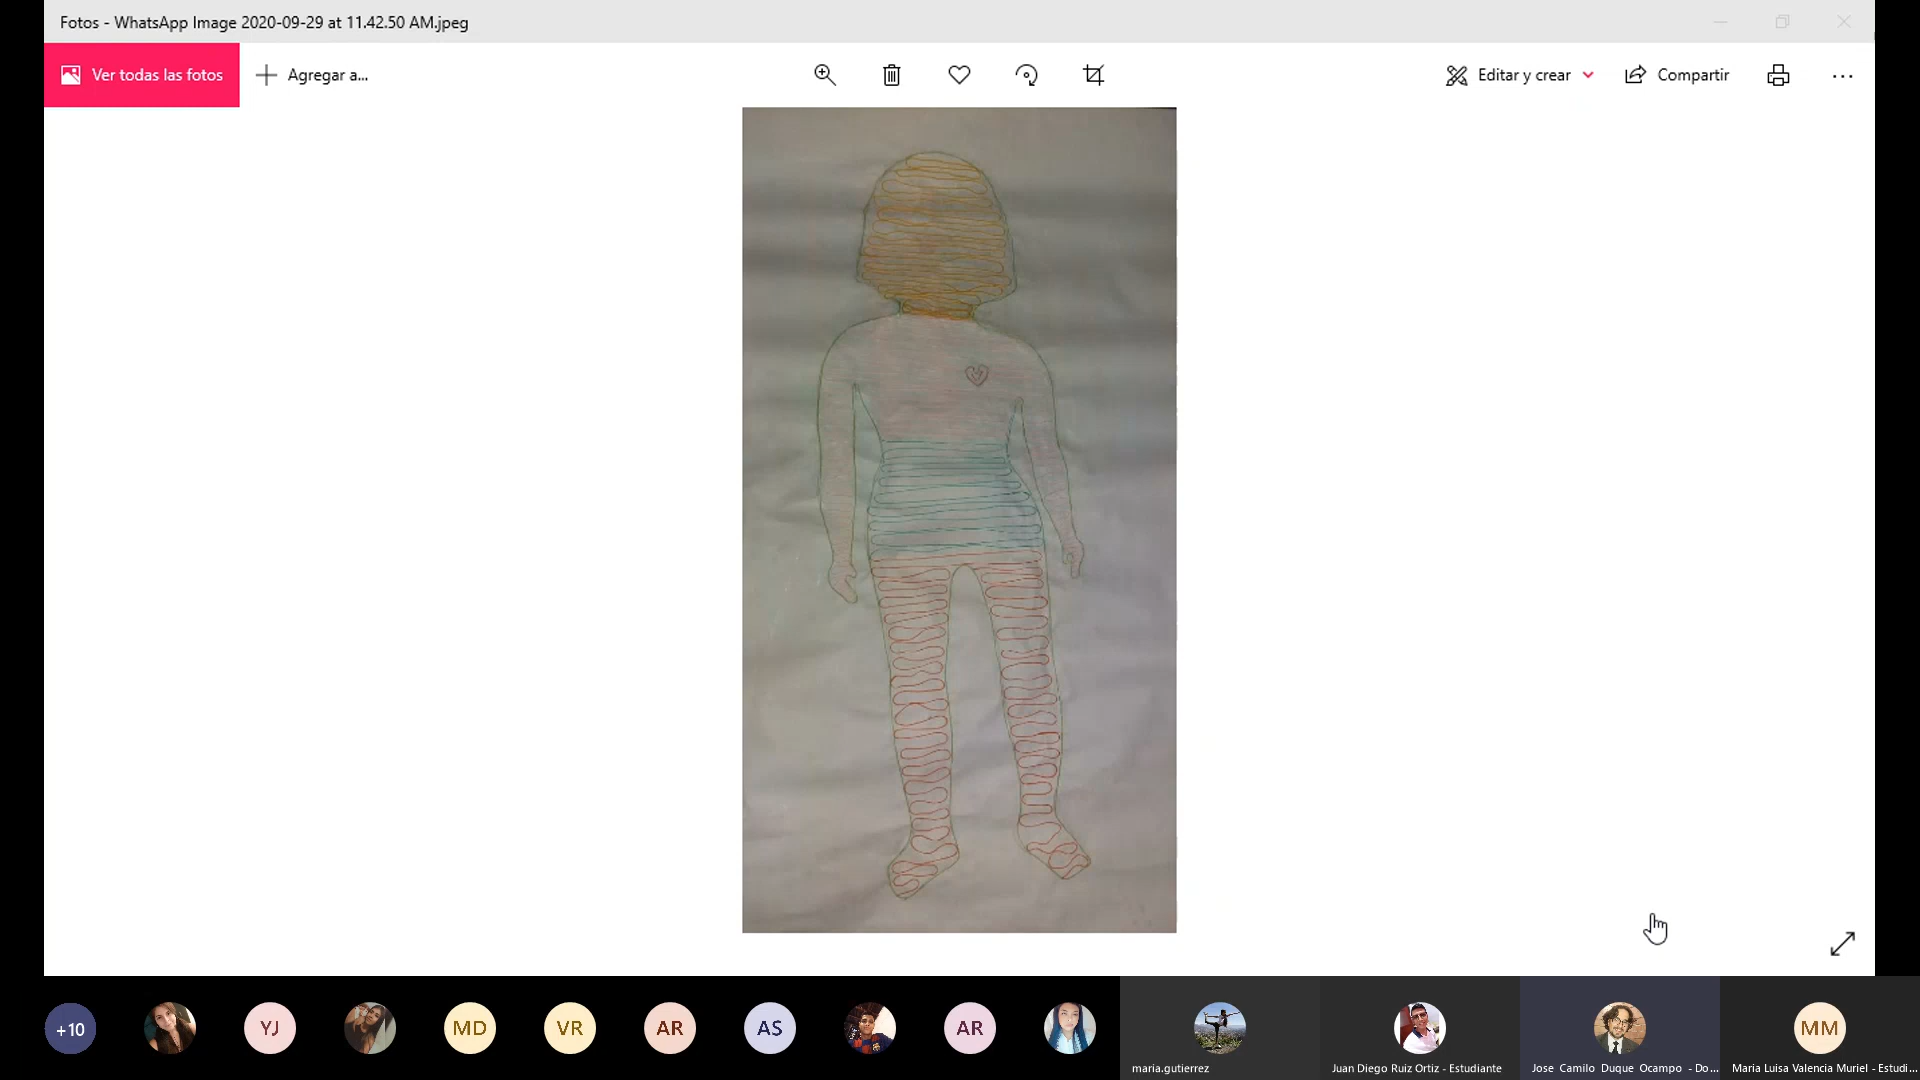 Fotos - WhatsApp Image 2020-09-29 at 11.42.50 AM.jpeg
Ver todas las fotos
Agregar a...
Editar y crear
Compartir
+10
YJ
MD
VR
AR
AS
AR
MM
maria.gutierrez
Juan Diego Ruiz Ortiz - Estudiante
Jose Camilo Duque Ocampo - Do...
Maria Luisa Valencia Muriel - Estudi...